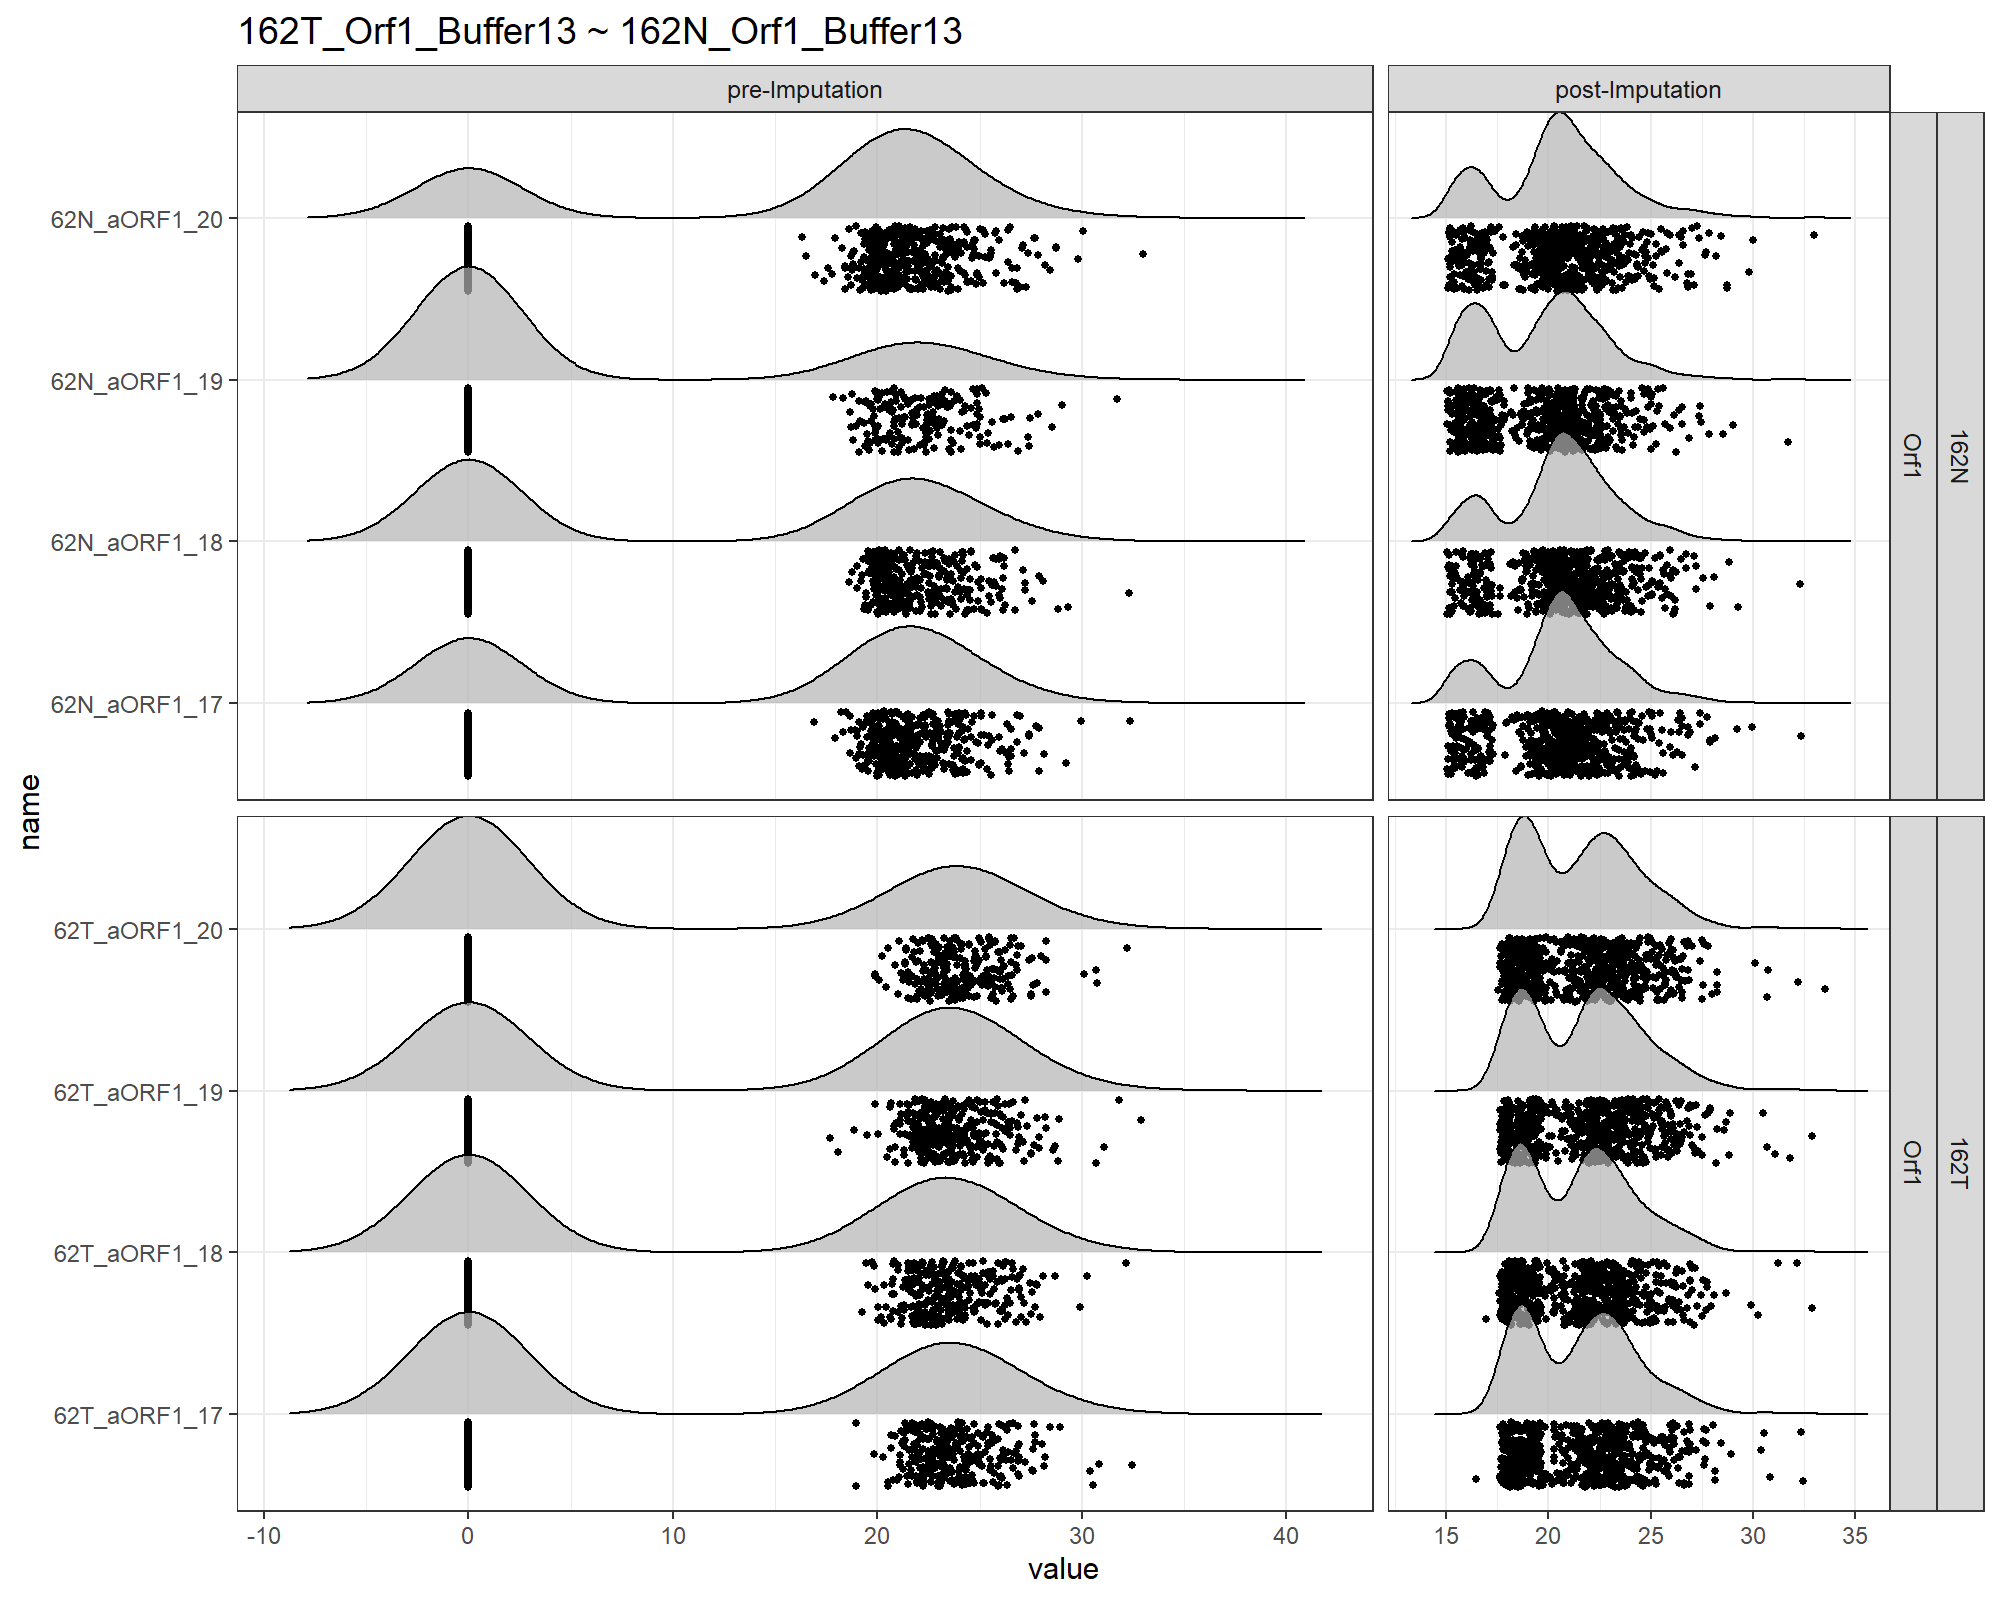 162T_Orf1_Buffer13 ~ 162N_Orf1_Buffer13
pre-Imputation
post-Imputation
62N_aORF1_20
62N_aORF1_19
62N_aORF1_18
62N_aORF1_17
Orf1
162N
name
62T_aORF1_20
62T_aORF1_19
62T_aORF1_18
62T_aORF1_17
Orf1
162T
-10 0 10 20 30 40
15 20 25 30 35
value